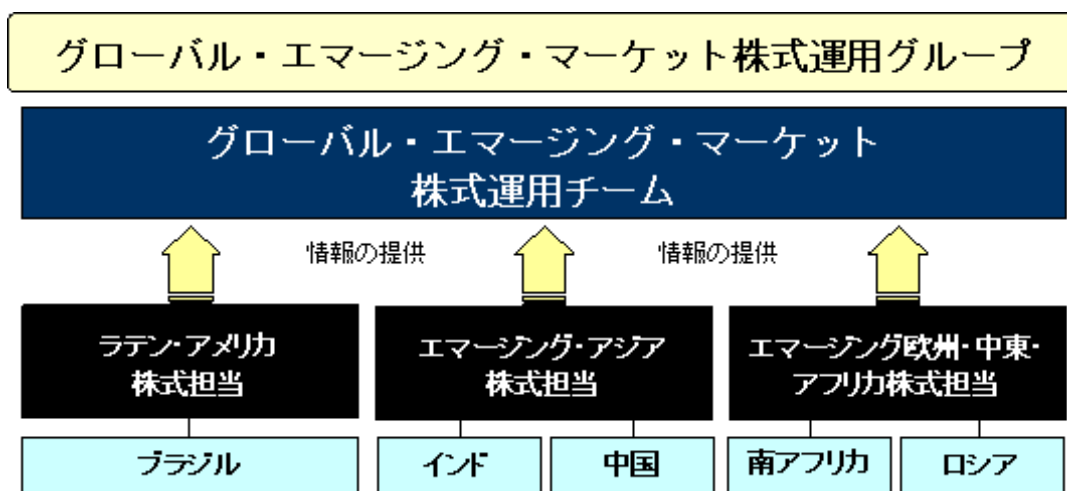 グローバル・エマージング・マーケット株式運用グループ
グローバル・エマージング・マーケット
株式運用チーム
情報の提供
情報の提供
ラテン・アメリカ
株式担当
エマージング・アジア
株式担当
エマージング欧州・中東・
アフリカ株式担当
ブラジル
インド
中国
南アフリカ
ロシア